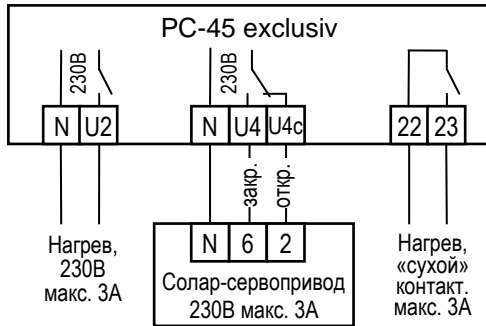 PC-45 exclusiv
230В
230В
N U2
N U4 U4c
22 23
закр.
откр.
N 6 2
Нагрев,
230В
макс. 3А
Солар-сервопривод
230В макс. 3А
Нагрев,
«сухой»
контакт.
макс. 3А